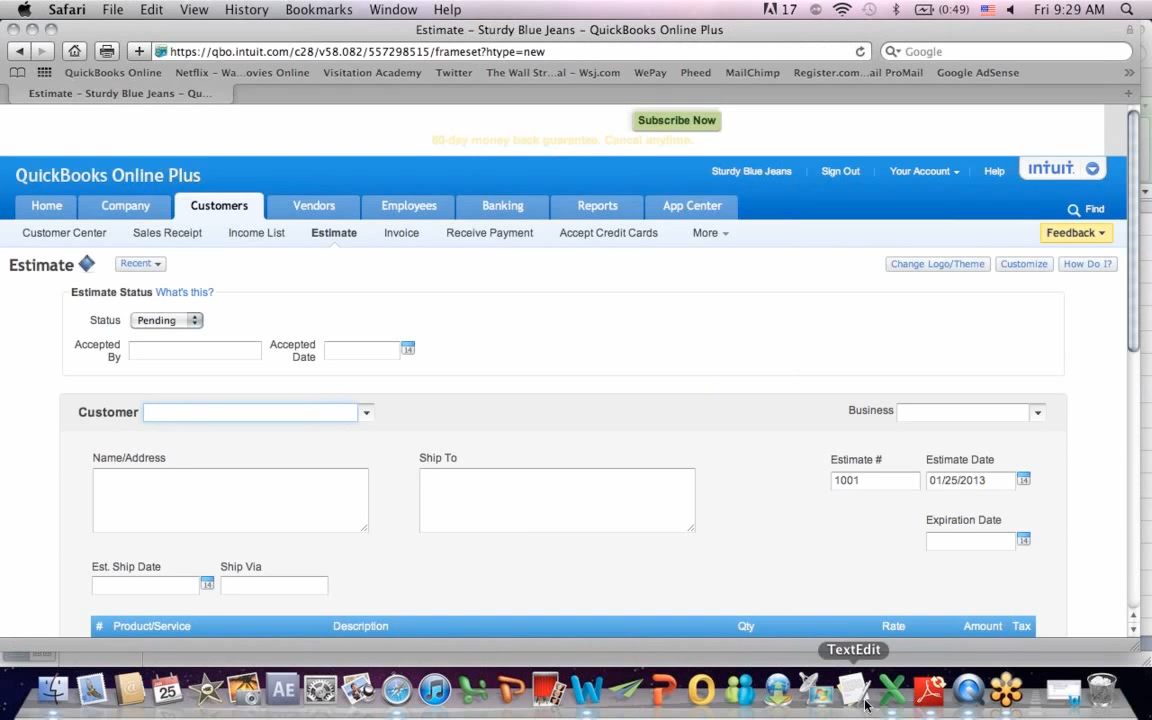 Safari File Edit View History Bookmarks Window Help 17 (0:49) Fri 9:29 AM
Estimate – Sturdy Blue Jeans – QuickBooks Online Plus
https://qbo.intuit.com/c28/v58.082/557298515/frameset?htype=new Google
QuickBooks Online Netflix – Wa...ovies Online Visitation Academy Twitter The Wall Str...al – Wsj.com WePay Pheed MailChimp Register.com...ail ProMail Google AdSense
Estimate – Sturdy Blue Jeans – Qu...
Subscribe Now
60-day money back guarantee. Cancel anytime.
QuickBooks Online Plus Sturdy Blue Jeans Sign Out Your Account Help intuit.
Home Company Customers Vendors Employees Banking Reports App Center Find
Customer Center Sales Receipt Income List Estimate Invoice Receive Payment Accept Credit Cards More Feedback
Estimate Recent Change Logo/Theme Customize How Do I?
Estimate Status What's this?
Status Pending
Accepted By Accepted Date
Customer Business
Name/Address Ship To Estimate # Estimate Date
1001 01/25/2013
Expiration Date
Est. Ship Date Ship Via
# Product/Service Description Qty Rate Amount Tax
TextEdit
25 Ae